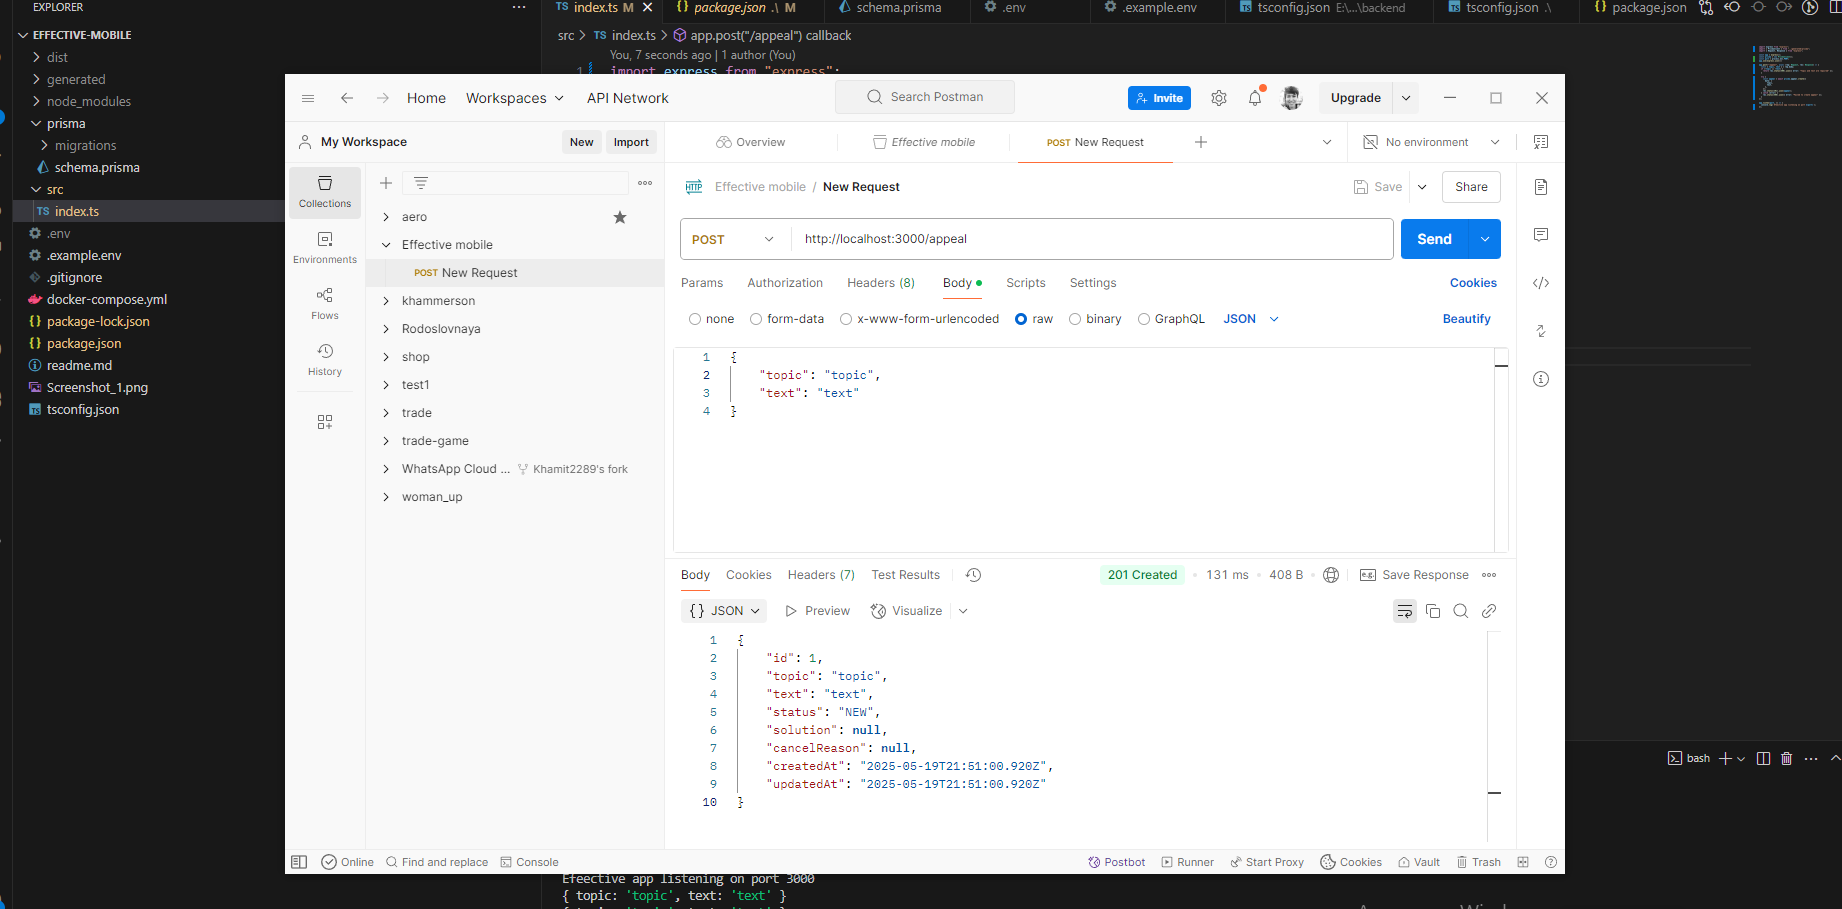 EXPLORER
EFFECTIVE-MOBILE
dist
generated
node_modules
prisma
migrations
schema.prisma
src
TS index.ts
.env
.example.env
.gitignore
docker-compose.yml
package-lock.json
package.json
readme.md
Screenshot_1.png
tsconfig.json
TS index.ts M
{} package.json .\ M
schema.prisma
.env
.example.env
tsconfig.json E:\...\backend
tsconfig.json .\
{} package.json
src > TS index.ts > app.post("/appeal") callback
You, 7 seconds ago | 1 author (You)
1 import express from "express";
Home
Workspaces
API Network
Search Postman
Invite
Upgrade
My Workspace
New
Import
Overview
Effective mobile
POST New Request
No environment
Collections
Environments
Flows
History
aero
Effective mobile
POST New Request
khammerson
Rodoslovnaya
shop
test1
trade
trade-game
WhatsApp Cloud ... Khamit2289's fork
woman_up
HTTP Effective mobile / New Request
Save
Share
POST
http://localhost:3000/appeal
Send
Params
Authorization
Headers (8)
Body
Scripts
Settings
Cookies
none
form-data
x-www-form-urlencoded
raw
binary
GraphQL
JSON
Beautify
1 {
2 "topic": "topic",
3 "text": "text"
4 }
Body
Cookies
Headers (7)
Test Results
201 Created
131 ms
408 B
e.g. Save Response
{} JSON
Preview
Visualize
1 {
2 "id": 1,
3 "topic": "topic",
4 "text": "text",
5 "status": "NEW",
6 "solution": null,
7 "cancelReason": null,
8 "createdAt": "2025-05-19T21:51:00.920Z",
9 "updatedAt": "2025-05-19T21:51:00.920Z"
10 }
Online
Find and replace
Console
Postbot
Runner
Start Proxy
Cookies
Vault
Trash
bash
Efeective app listening on port 3000
{ topic: 'topic', text: 'text' }